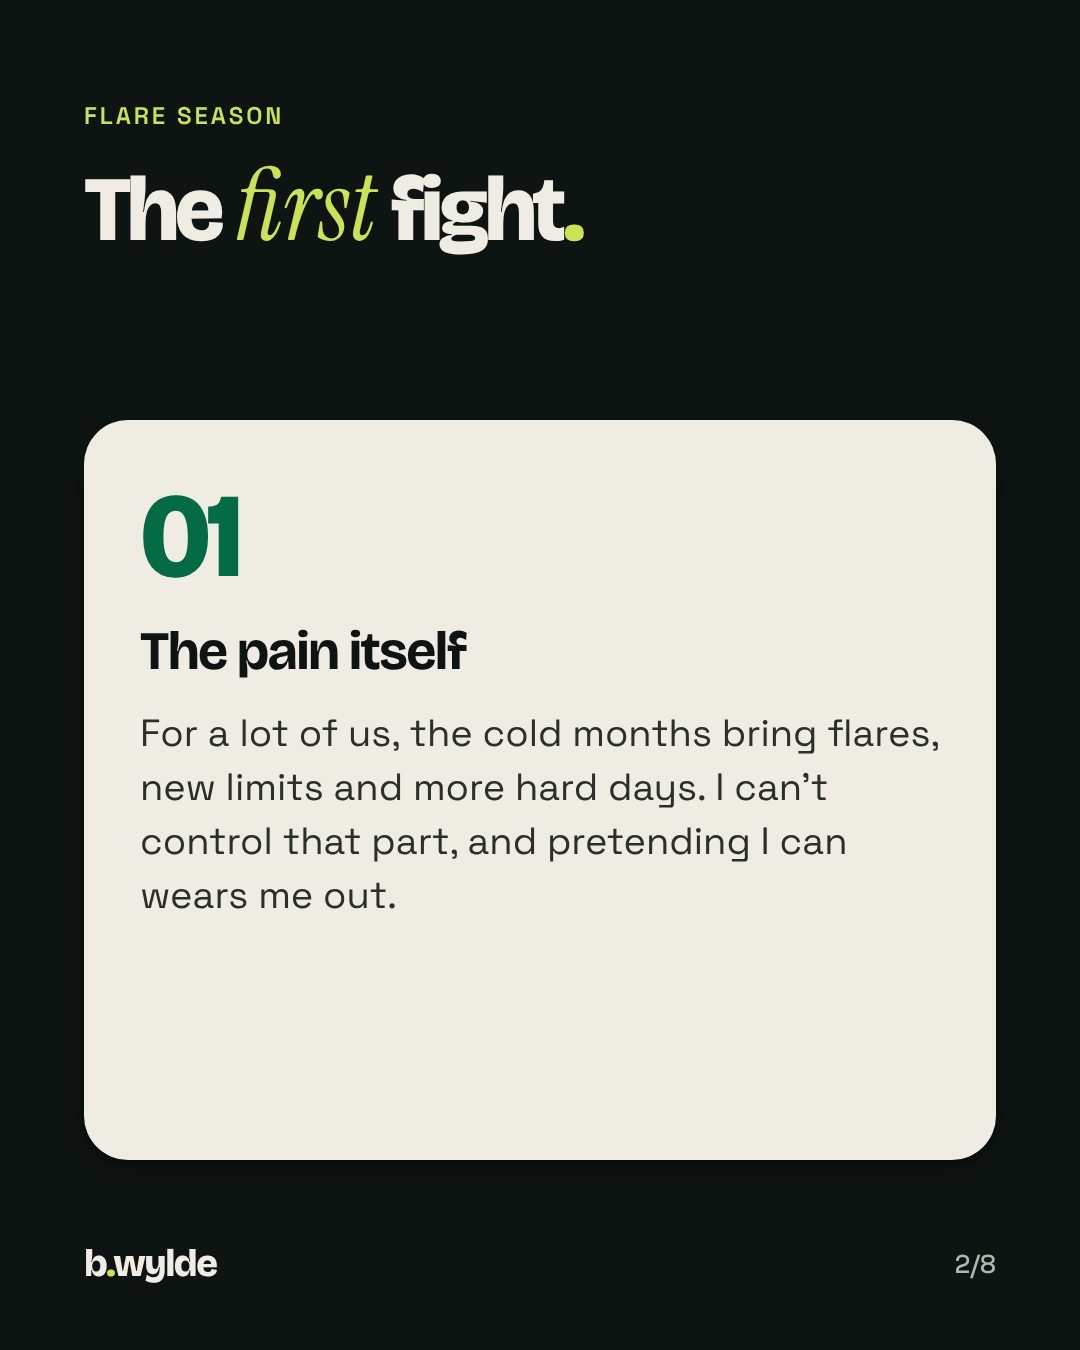 FLARE SEASON
The first fight.
01
The pain itself
For a lot of us, the cold months bring flares,
new limits and more hard days. I can’t
control that part, and pretending I can
wears me out.
b.wylde
2/8